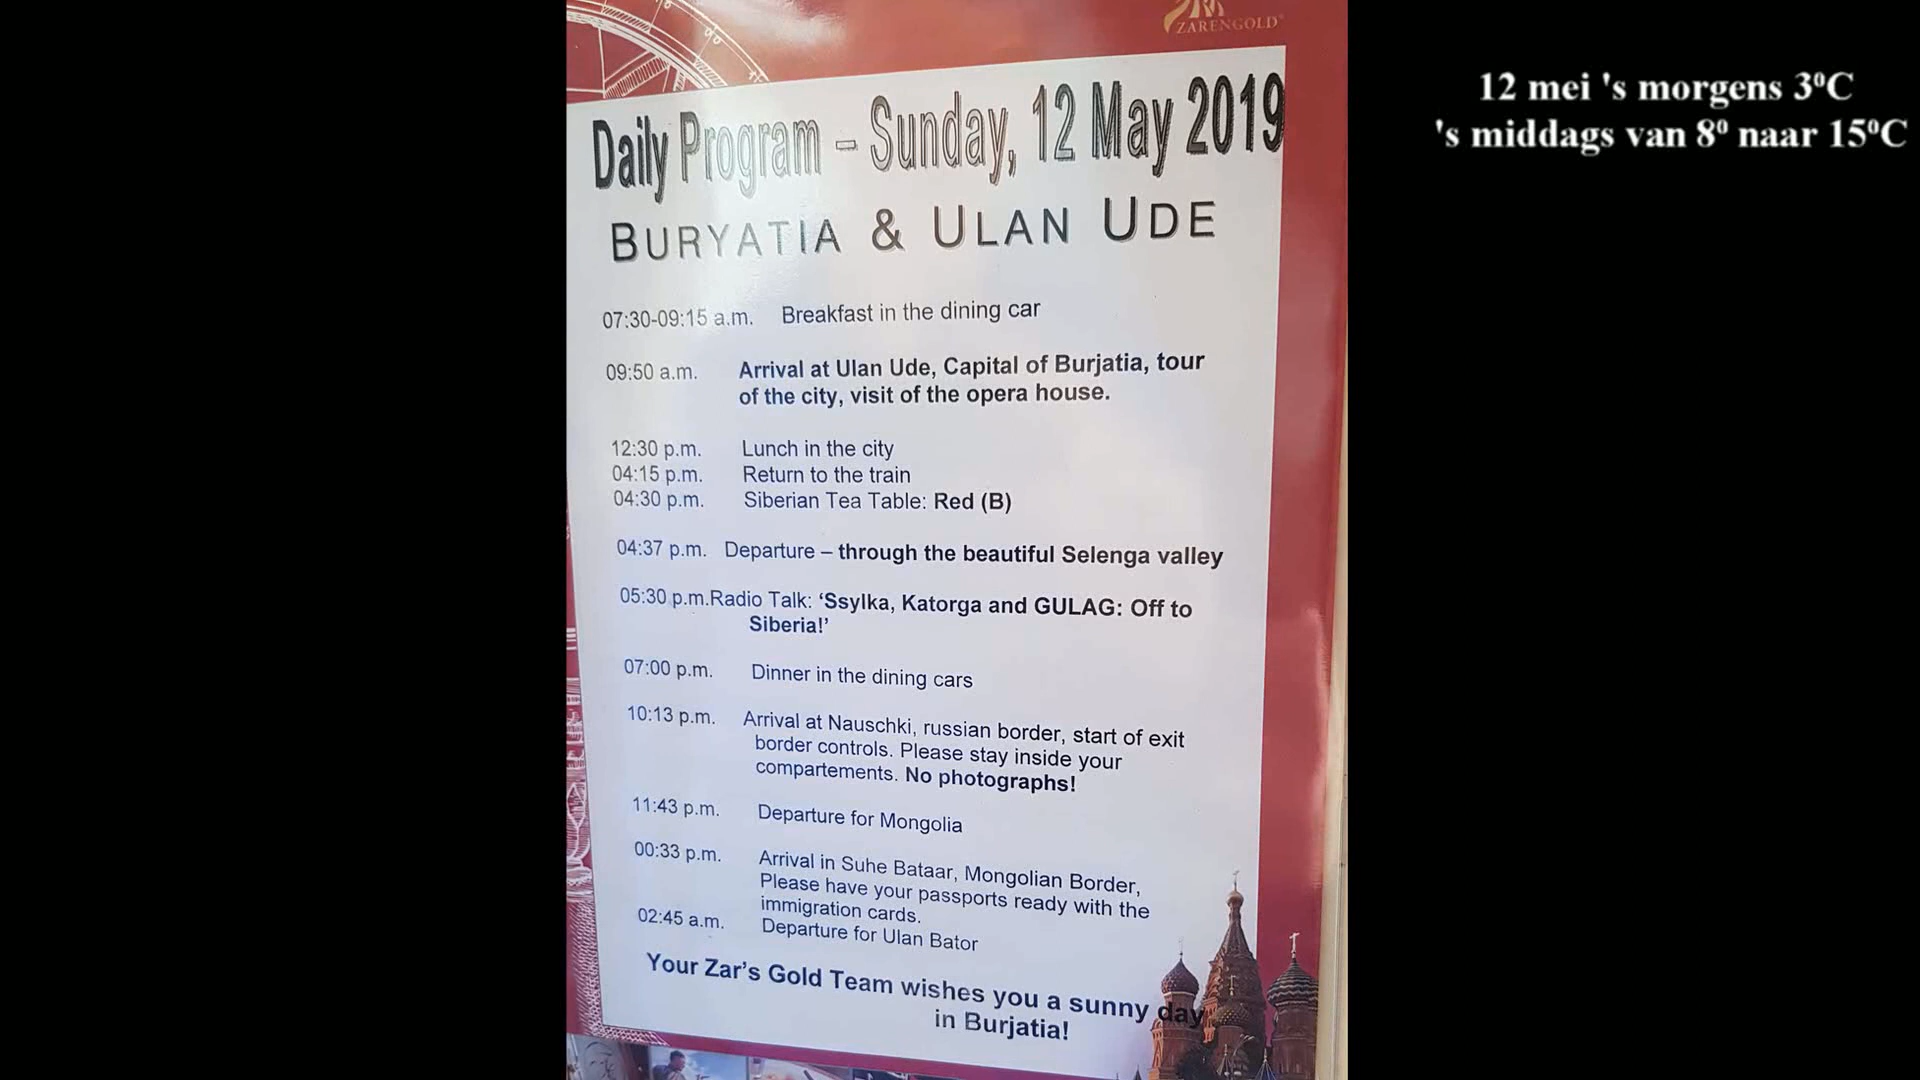 ZARENGOLD
12 mei 's morgens 3⁰C
's middags van 8⁰ naar 15⁰C
Daily Program – Sunday, 12 May 2019
BURYATIA & ULAN UDE
07:30-09:15 a.m. Breakfast in the dining car
09:50 a.m. Arrival at Ulan Ude, Capital of Burjatia, tour
of the city, visit of the opera house.
12:30 p.m. Lunch in the city
04:15 p.m. Return to the train
04:30 p.m. Siberian Tea Table: Red (B)
04:37 p.m. Departure – through the beautiful Selenga valley
05:30 p.m.Radio Talk: ‘Ssylka, Katorga and GULAG: Off to
Siberia!’
07:00 p.m. Dinner in the dining cars
10:13 p.m. Arrival at Nauschki, russian border, start of exit
border controls. Please stay inside your
compartements. No photographs!
11:43 p.m. Departure for Mongolia
00:33 p.m. Arrival in Suhe Bataar, Mongolian Border,
Please have your passports ready with the
immigration cards.
02:45 a.m. Departure for Ulan Bator
Your Zar’s Gold Team wishes you a sunny day
in Burjatia!